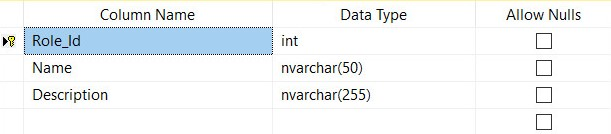 Column Name Data Type Allow Nulls
Role_Id int
Name nvarchar(50)
Description nvarchar(255)